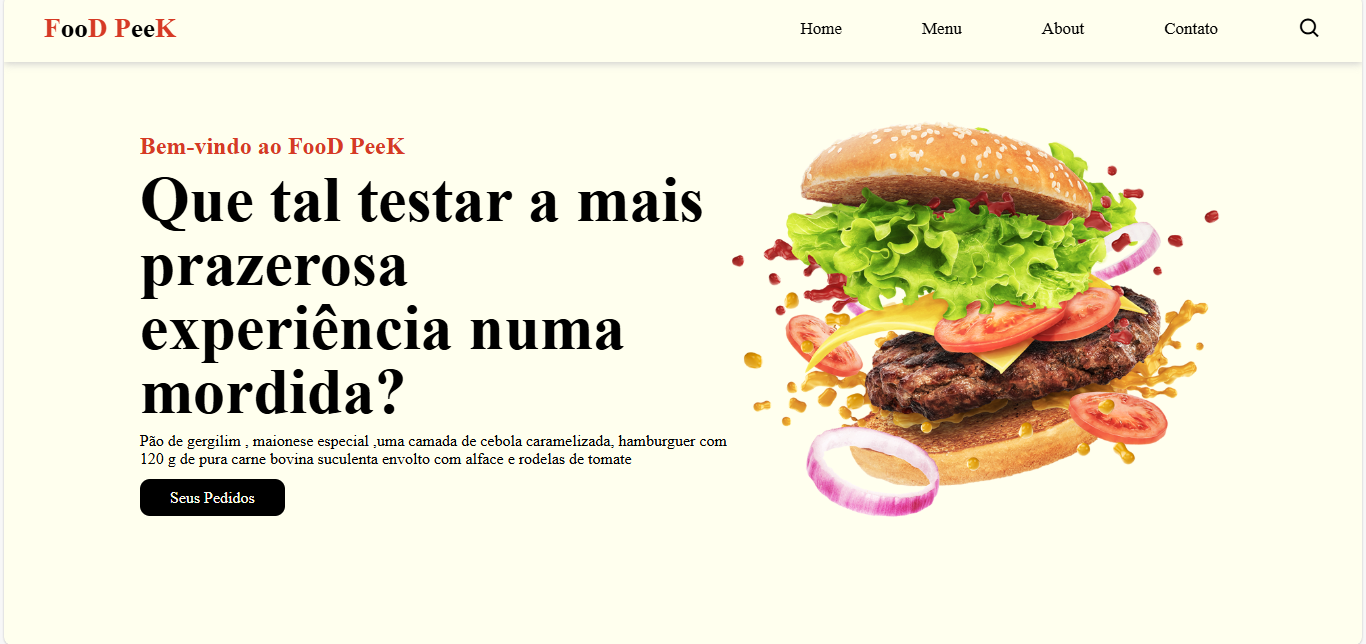 FooD PeeK
Home
Menu
About
Contato
Bem-vindo ao FooD PeeK
Que tal testar a mais
prazerosa
experiência numa
mordida?
Pão de gergilim , maionese especial ,uma camada de cebola caramelizada, hamburguer com
120 g de pura carne bovina suculenta envolto com alface e rodelas de tomate
Seus Pedidos